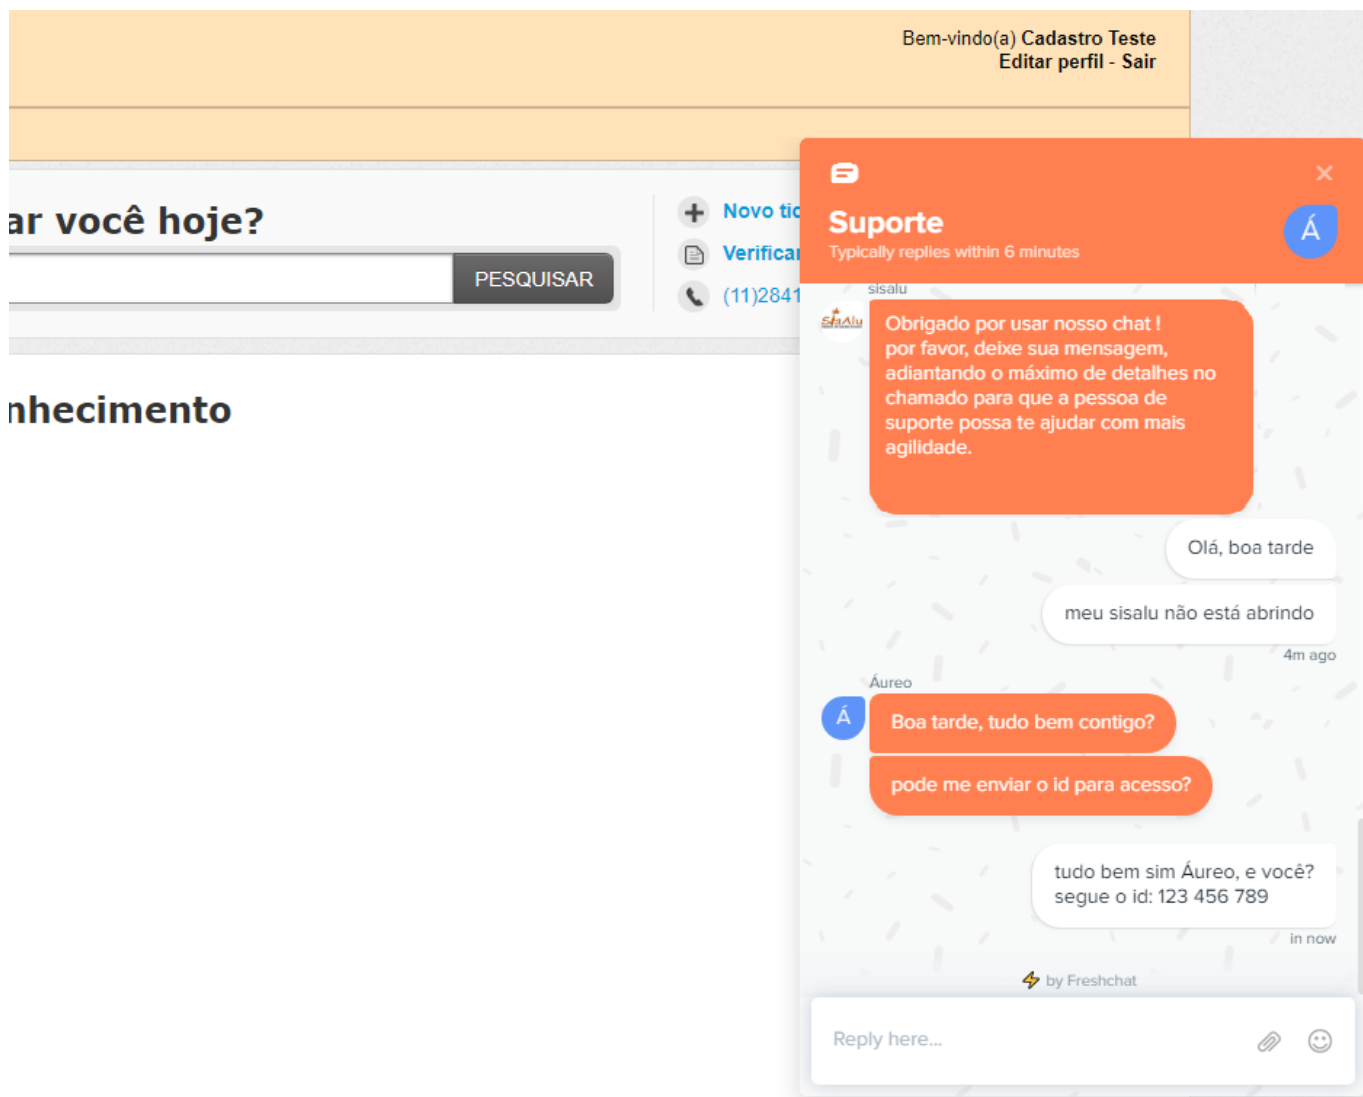 Bem-vindo(a) Cadastro Teste
Editar perfil - Sair
ar você hoje?
PESQUISAR
Novo tic
Verificar
(11)2841
nhecimento
Suporte
Typically replies within 6 minutes
Á
sisalu
SisAlu
Obrigado por usar nosso chat !
por favor, deixe sua mensagem,
adiantando o máximo de detalhes no
chamado para que a pessoa de
suporte possa te ajudar com mais
agilidade.
Olá, boa tarde
meu sisalu não está abrindo
4m ago
Áureo
Á
Boa tarde, tudo bem contigo?
pode me enviar o id para acesso?
tudo bem sim Áureo, e você?
segue o id: 123 456 789
in now
by Freshchat
Reply here...